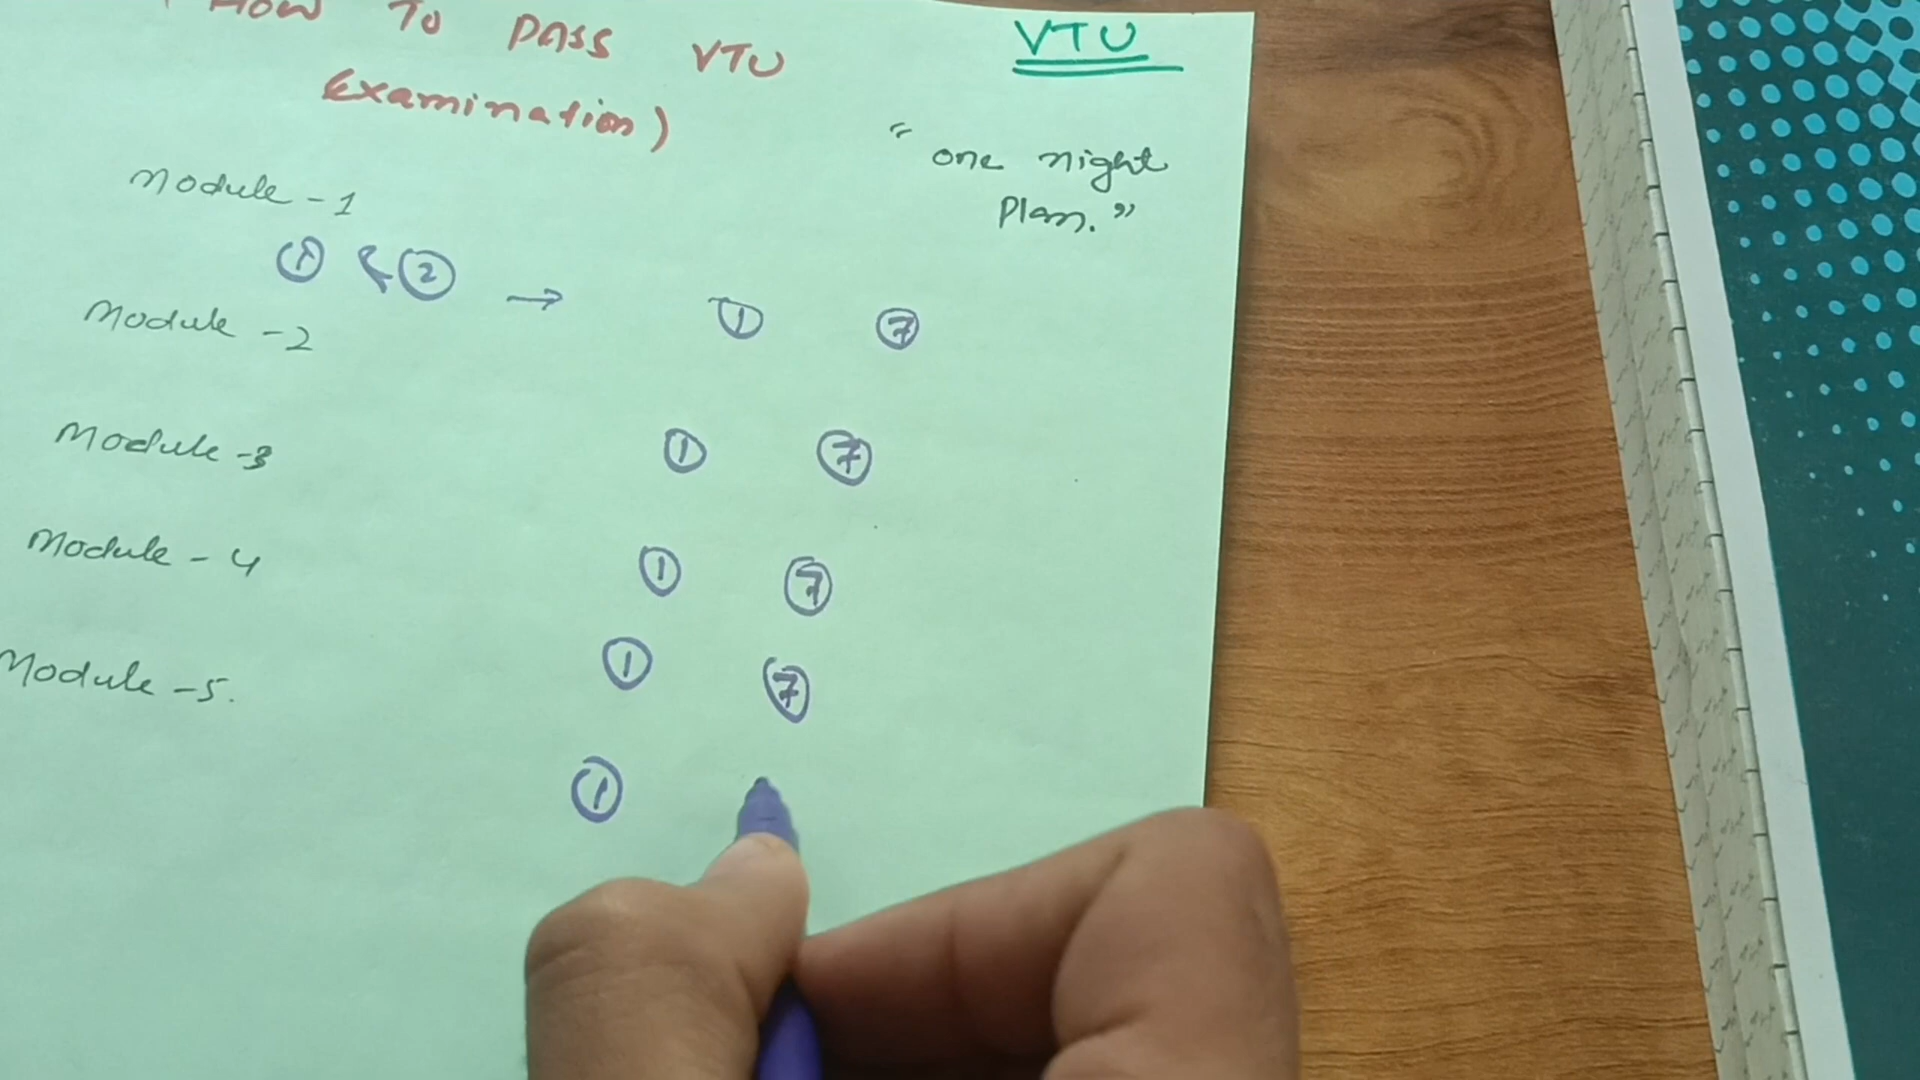 HOW TO PASS VTU
Examination)
VTU
"one night
Plan."
Module - 1
1 & 2 → 1 7
Module - 2
Module - 3
1 7
Module - 4
1 7
Module - 5.
1 7
1